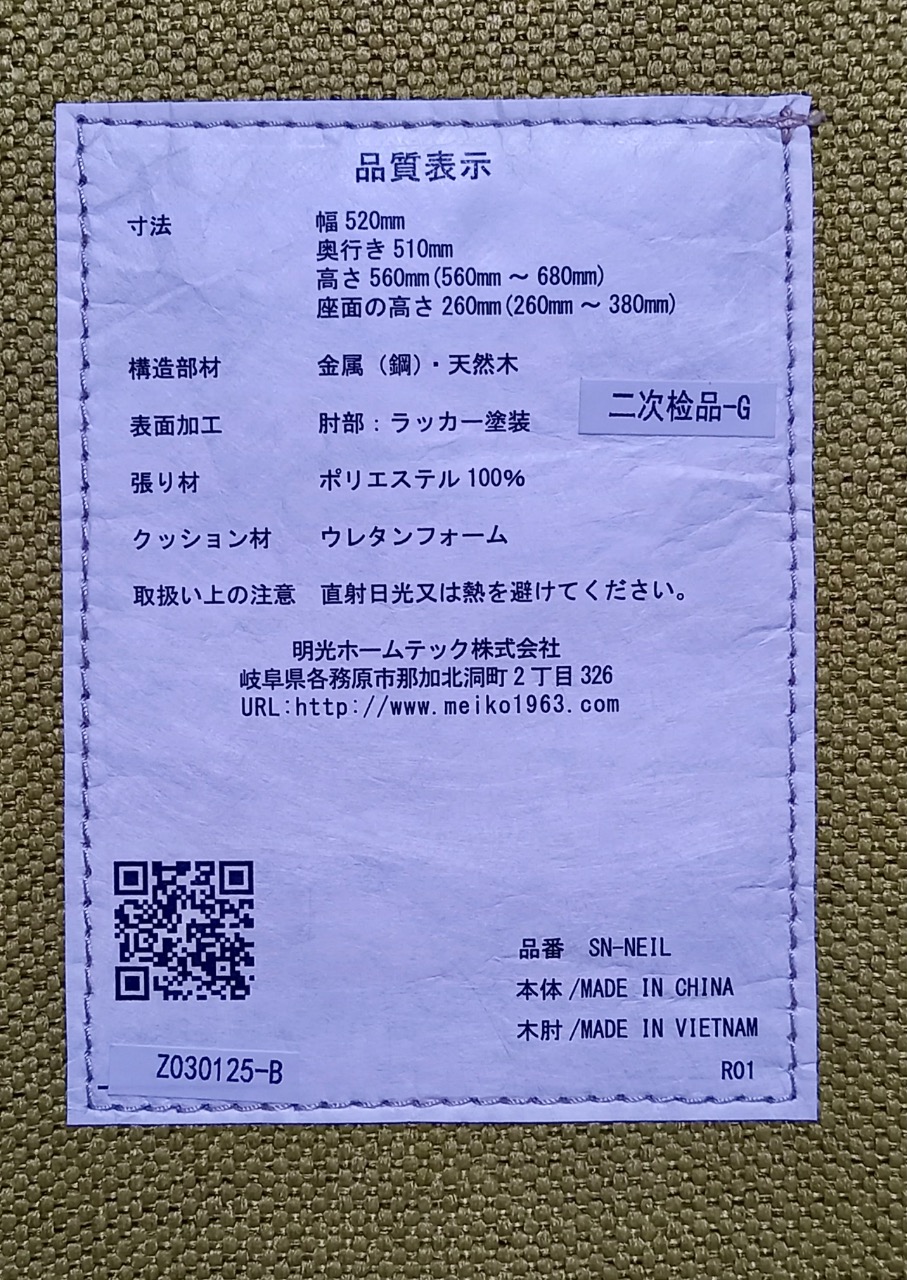 品質表示
寸法 幅 520mm
奥行き 510mm
高さ 560mm(560mm ～ 680mm)
座面の高さ 260mm(260mm ～ 380mm)
構造部材 金属（鋼）・天然木
表面加工 肘部：ラッカー塗装
二次检品-G
張り材 ポリエステル 100%
クッション材 ウレタンフォーム
取扱い上の注意 直射日光又は熱を避けてください。
明光ホームテック株式会社
岐阜県各務原市那加北洞町 2 丁目 326
URL:http://www.meiko1963.com
品番 SN-NEIL
本体/MADE IN CHINA
木肘/MADE IN VIETNAM
Z030125-B
R01